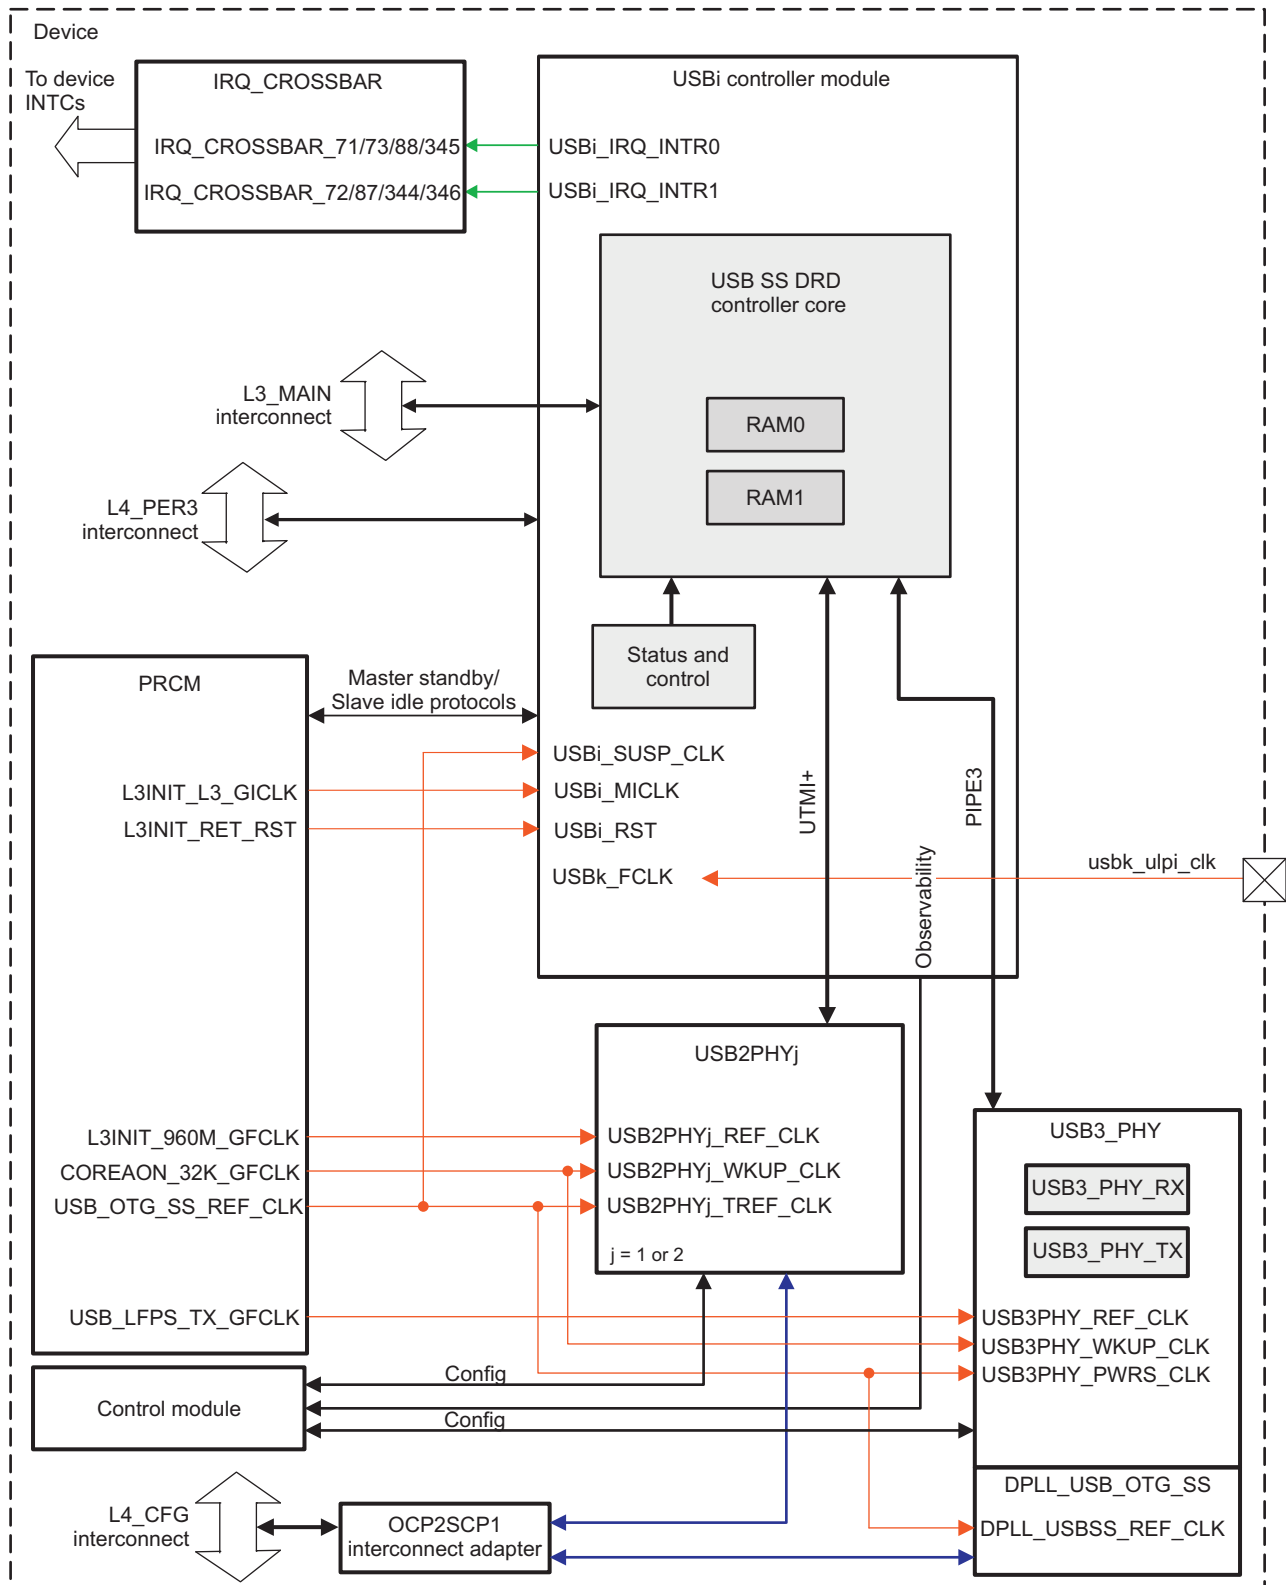 Device
To device
INTCs
IRQ_CROSSBAR
IRQ_CROSSBAR_71/73/88/345
IRQ_CROSSBAR_72/87/344/346
USBi controller module
USBi_IRQ_INTR0
USBi_IRQ_INTR1
USB SS DRD
controller core
RAM0
RAM1
L3_MAIN
interconnect
L4_PER3
interconnect
Status and
control
PRCM
Master standby/
Slave idle protocols
USBi_SUSP_CLK
L3INIT_L3_GICLK
USBi_MICLK
L3INIT_RET_RST
USBi_RST
USBk_FCLK
UTMI+
PIPE3
Observability
usbk_ulpi_clk
USB2PHYj
L3INIT_960M_GFCLK
USB2PHYj_REF_CLK
COREAON_32K_GFCLK
USB2PHYj_WKUP_CLK
USB_OTG_SS_REF_CLK
USB2PHYj_TREF_CLK
j = 1 or 2
USB3_PHY
USB3_PHY_RX
USB3_PHY_TX
USB_LFPS_TX_GFCLK
USB3PHY_REF_CLK
USB3PHY_WKUP_CLK
USB3PHY_PWRS_CLK
Control module
Config
Config
DPLL_USB_OTG_SS
DPLL_USBSS_REF_CLK
L4_CFG
interconnect
OCP2SCP1
interconnect adapter